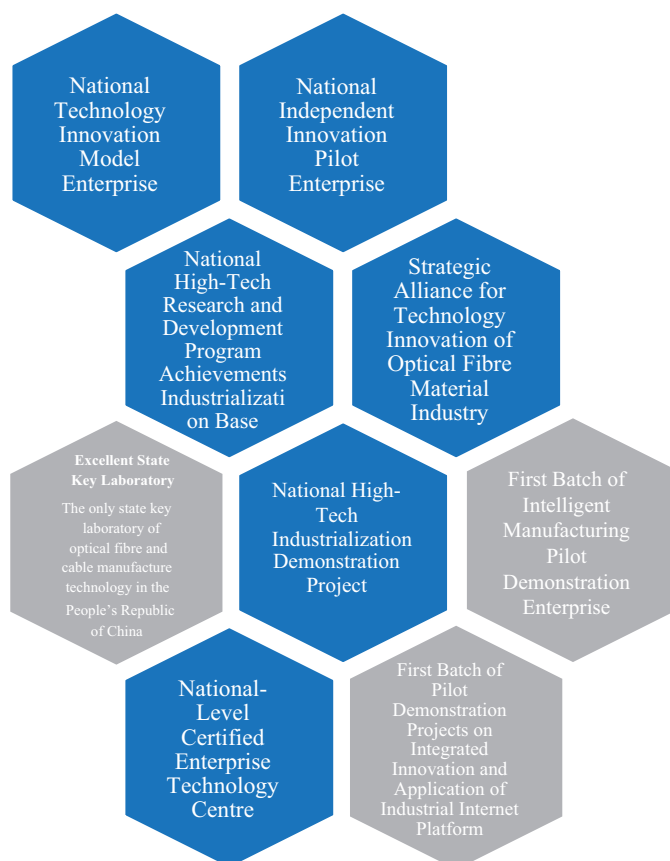 National
Technology
Innovation
Model
Enterprise
National
Independent
Innovation
Pilot
Enterprise
National
High-Tech
Research and
Development
Program
Achievements
Industrializati
on Base
Strategic
Alliance for
Technology
Innovation of
Optical Fibre
Material
Industry
Excellent State
Key Laboratory
The only state key
laboratory of
optical fibre and
cable manufacture
technology in the
People's Republic
of China
National High-
Tech
Industrialization
Demonstration
Project
First Batch of
Intelligent
Manufacturing
Pilot
Demonstration
Enterprise
National-
Level
Certified
Enterprise
Technology
Centre
First Batch of
Pilot
Demonstration
Projects on
Integrated
Innovation and
Application of
Industrial Internet
Platform